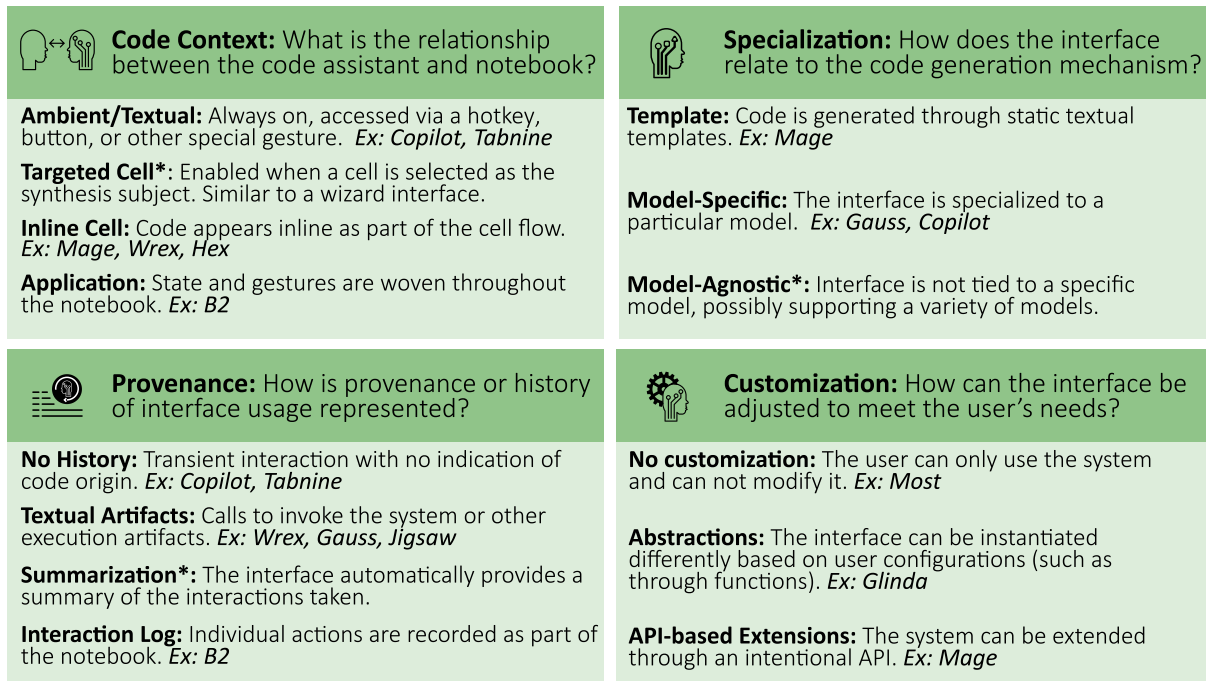 Code Context: What is the relationship
between the code assistant and notebook?
Ambient/Textual: Always on, accessed via a hotkey,
button, or other special gesture. Ex: Copilot, Tabnine
Targeted Cell*: Enabled when a cell is selected as the
synthesis subject. Similar to a wizard interface.
Inline Cell: Code appears inline as part of the cell flow.
Ex: Mage, Wrex, Hex
Application: State and gestures are woven throughout
the notebook. Ex: B2
Specialization: How does the interface
relate to the code generation mechanism?
Template: Code is generated through static textual
templates. Ex: Mage
Model-Specific: The interface is specialized to a
particular model. Ex: Gauss, Copilot
Model-Agnostic*: Interface is not tied to a specific
model, possibly supporting a variety of models.
Provenance: How is provenance or history
of interface usage represented?
No History: Transient interaction with no indication of
code origin. Ex: Copilot, Tabnine
Textual Artifacts: Calls to invoke the system or other
execution artifacts. Ex: Wrex, Gauss, Jigsaw
Summarization*: The interface automatically provides a
summary of the interactions taken.
Interaction Log: Individual actions are recorded as part of
the notebook. Ex: B2
Customization: How can the interface be
adjusted to meet the user’s needs?
No customization: The user can only use the system
and can not modify it. Ex: Most
Abstractions: The interface can be instantiated
differently based on user configurations (such as
through functions). Ex: Glinda
API-based Extensions: The system can be extended
through an intentional API. Ex: Mage